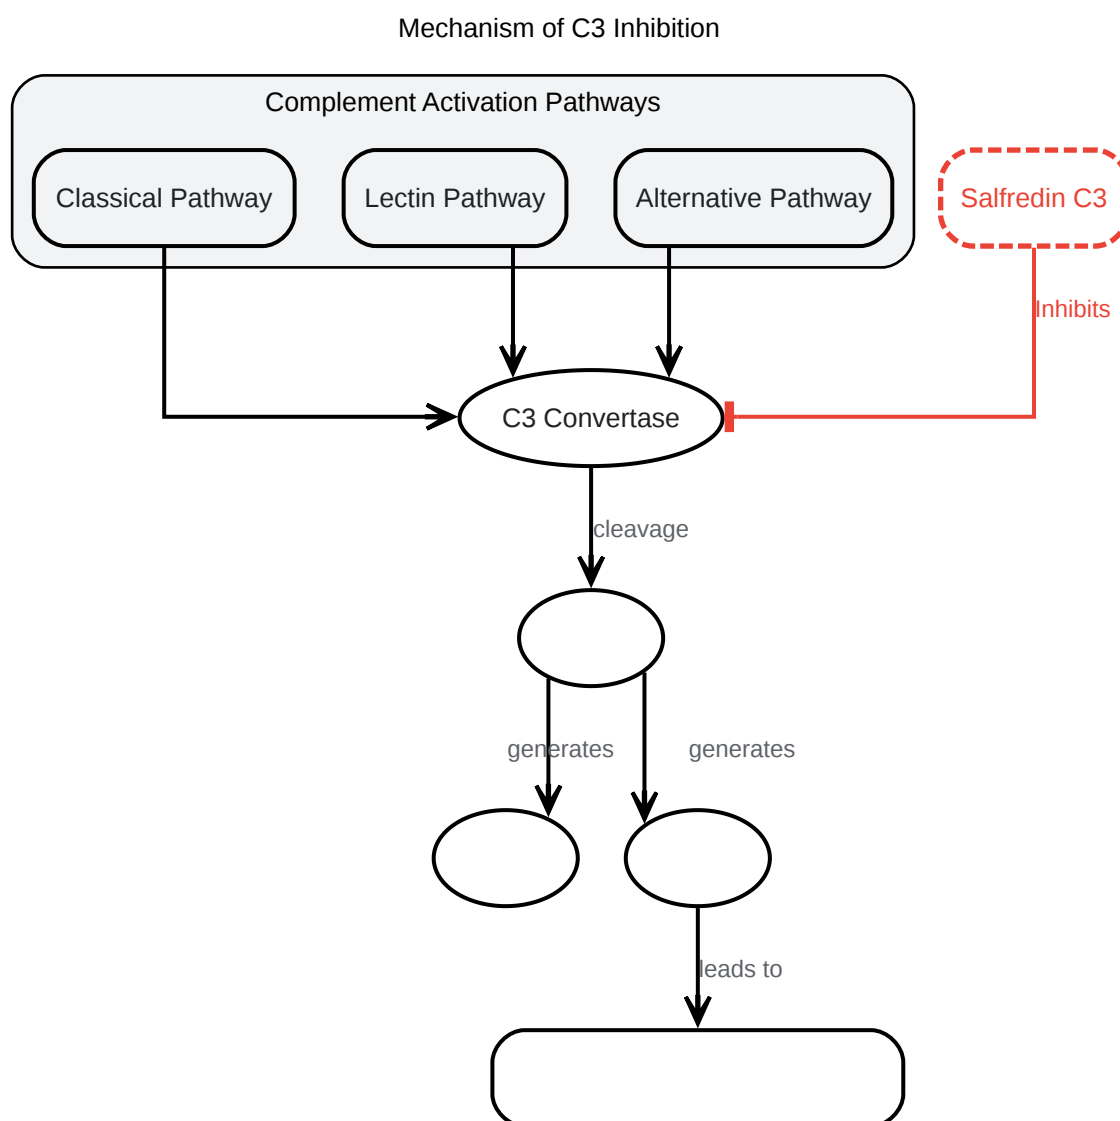 Mechanism of C3 Inhibition
Complement Activation Pathways
Classical Pathway
Lectin Pathway
Alternative Pathway
Salfredin C3
Inhibits
C3 Convertase
cleavage
generates
generates
leads to